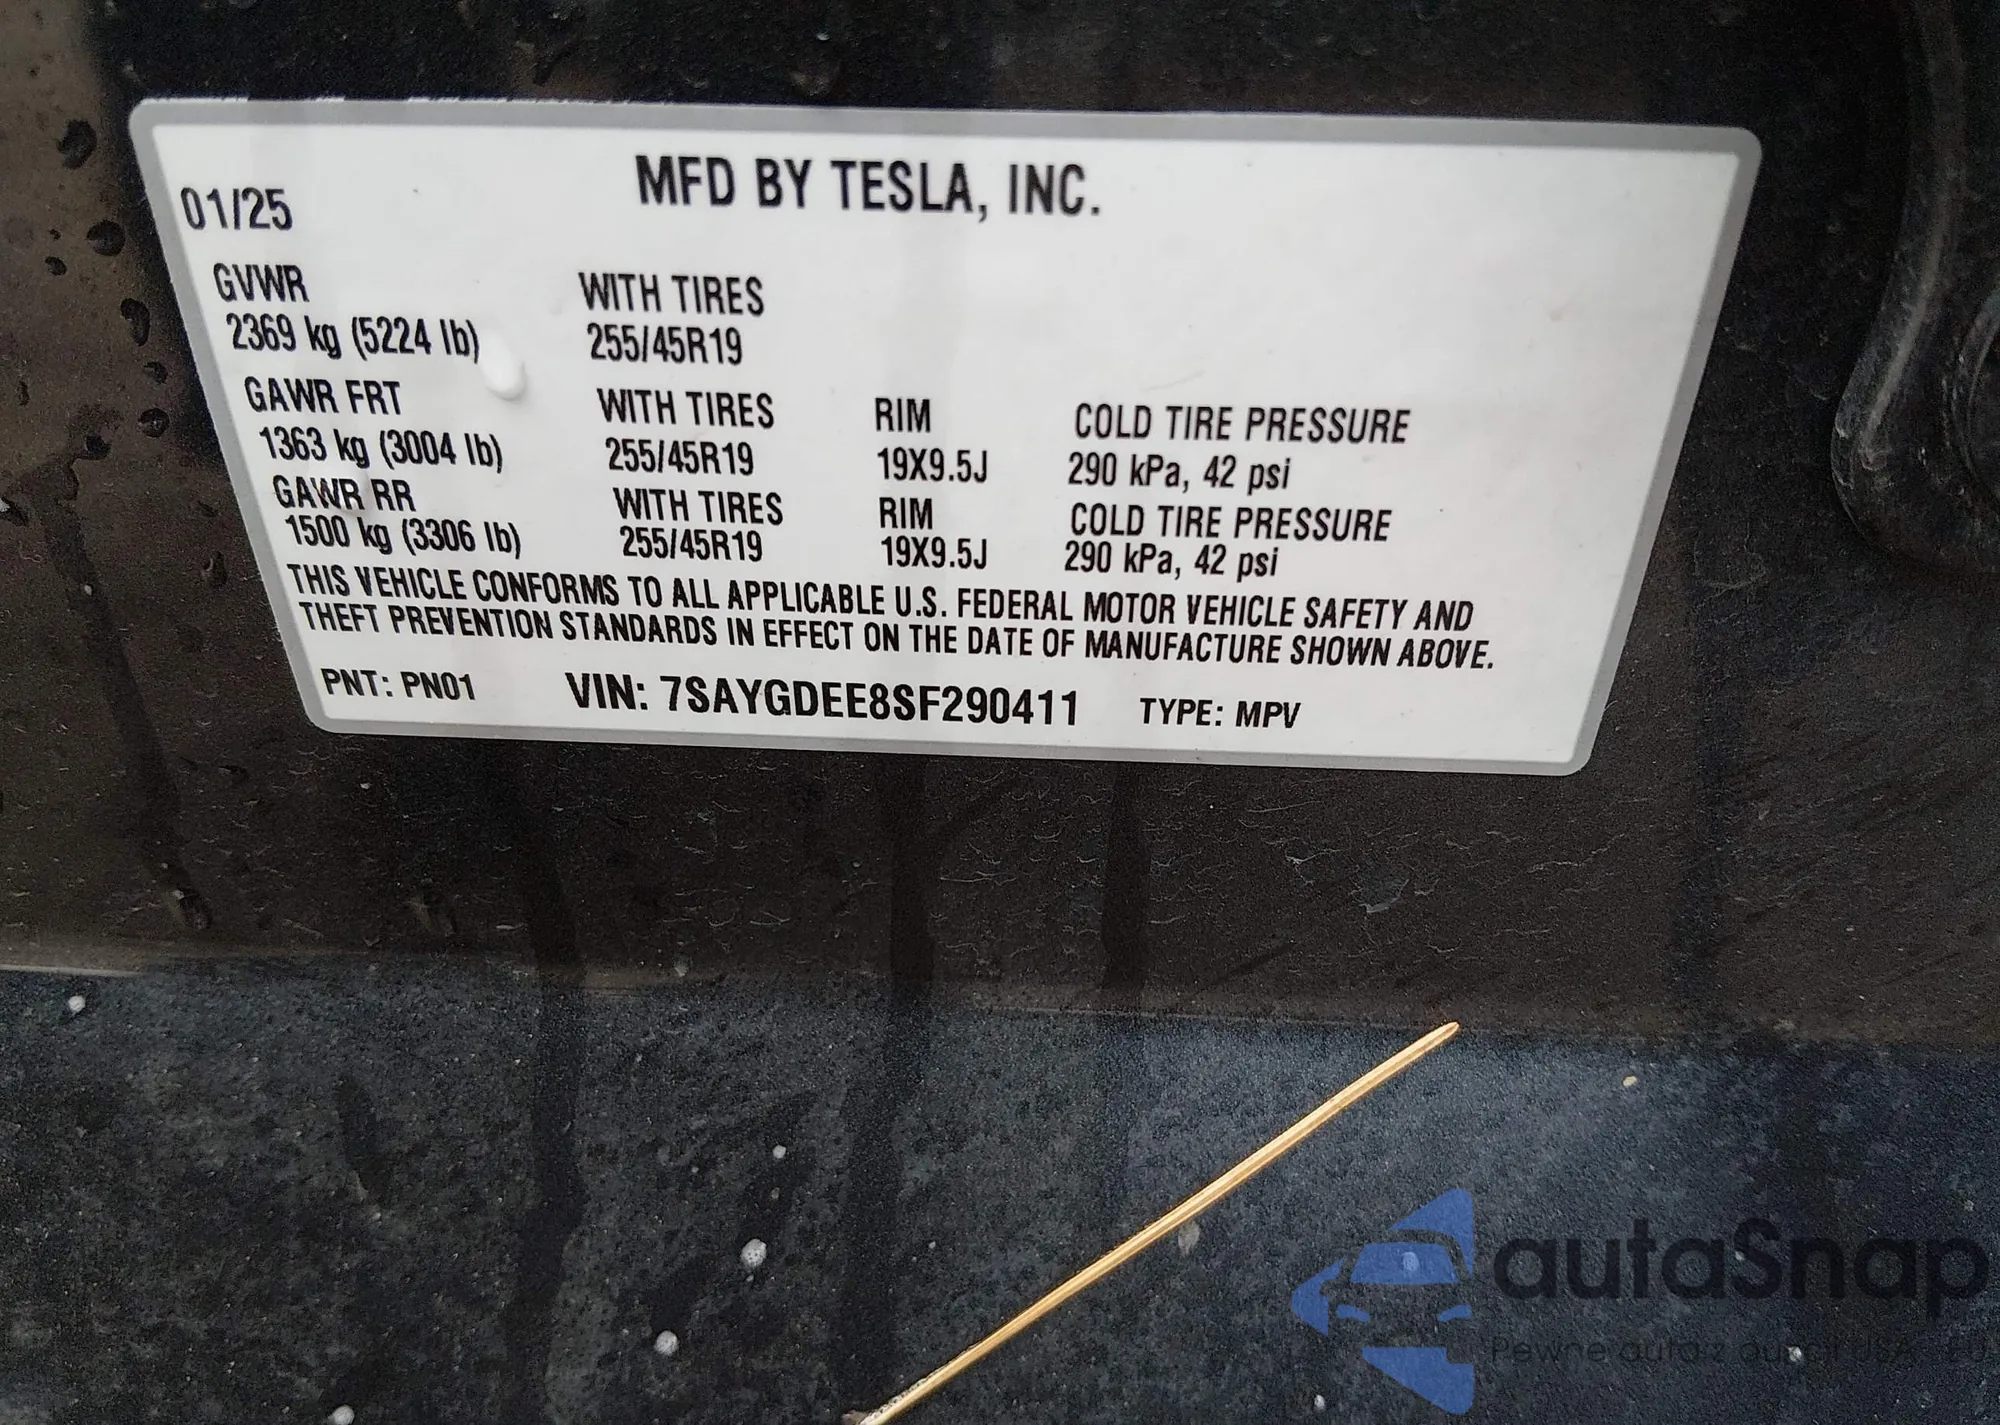 MFD BY TESLA, INC.
01/25
GVWR WITH TIRES
2369 kg (5224 lb) 255/45R19
GAWR FRT WITH TIRES RIM COLD TIRE PRESSURE
1363 kg (3004 lb) 255/45R19 19X9.5J 290 kPa, 42 psi
GAWR RR WITH TIRES RIM COLD TIRE PRESSURE
1500 kg (3306 lb) 255/45R19 19X9.5J 290 kPa, 42 psi
THIS VEHICLE CONFORMS TO ALL APPLICABLE U.S. FEDERAL MOTOR VEHICLE SAFETY AND
THEFT PREVENTION STANDARDS IN EFFECT ON THE DATE OF MANUFACTURE SHOWN ABOVE.
PNT: PN01 VIN: 7SAYGDEE8SF290411 TYPE: MPV
autaSnap
Pewne auta z aukcji USA